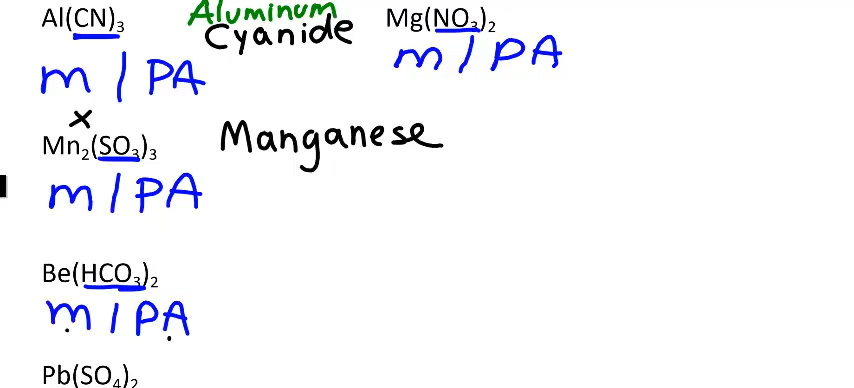 Al(CN)₃ Aluminum Cyanide Mg(NO₃)₂
m / PA m / PA
x
Mn₂(SO₃)₃ Manganese
m / PA
Be(HCO₃)₂
m / PA
Pb(SO₄)₂